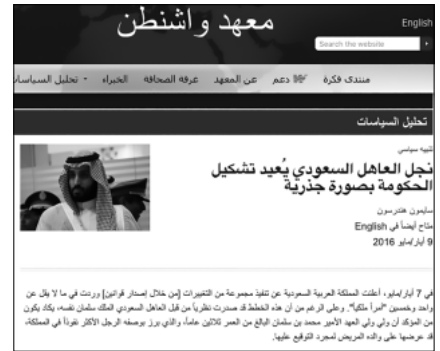 معهد واشنطن
English
Search the website
منتدى فكرة
دعم
عن المعهد
غرفة الصحافة
الخبراء
تحليل السياسات
تحليل السياسات
تنبيه سياسي
نجل العاهل السعودي يُعيد تشكيل
الحكومة بصورة جذرية
سايمون هندرسون
متاح أيضاً في English
9 أيار/مايو 2016
في 7 أيار/مايو، أعلنت المملكة العربية السعودية عن تنفيذ مجموعة من التغييرات [من خلال إصدار قوانين] وردت في ما لا يقل عن
واحد وخمسين "أمراً ملكياً". وعلى الرغم من أن هذه الخطط قد صدرت نظرياً من قبل العاهل السعودي الملك سلمان نفسه، يكاد يكون
من المؤكد أن ولي ولي العهد الأمير محمد بن سلمان البالغ من العمر ثلاثين عاماً، والذي برز بوصفه الرجل الأكثر نفوذاً في المملكة،
قد عرضها على والده المريض لمجرد التوقيع عليها.